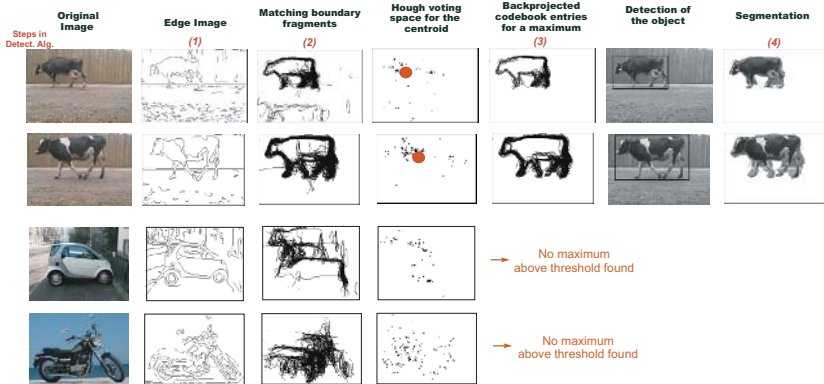 Steps in
Detect. Alg.
Original
Image
Edge Image
(1)
Matching boundary
fragments
(2)
Hough voting
space for the
centroid
Backprojected
codebook entries
for a maximum
(3)
Detection of
the object
Segmentation
(4)
No maximum
above threshold found
No maximum
above threshold found